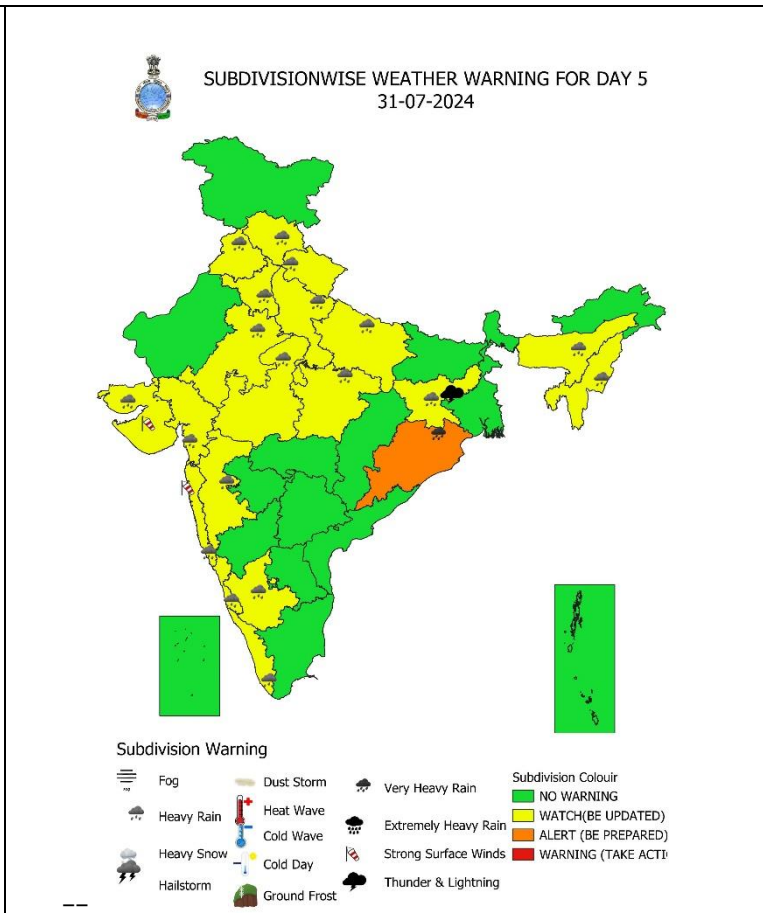 SUBDIVISIONWISE WEATHER WARNING FOR DAY 5
31-07-2024
Subdivision Warning
Fog
Heavy Rain
Heavy Snow
Hailstorm
Dust Storm
Heat Wave
Cold Wave
Cold Day
Ground Frost
Very Heavy Rain
Extremely Heavy Rain
Strong Surface Winds
Thunder & Lightning
Subdivision Colouir
NO WARNING
WATCH(BE UPDATED)
ALERT (BE PREPARED)
WARNING (TAKE ACTI
__